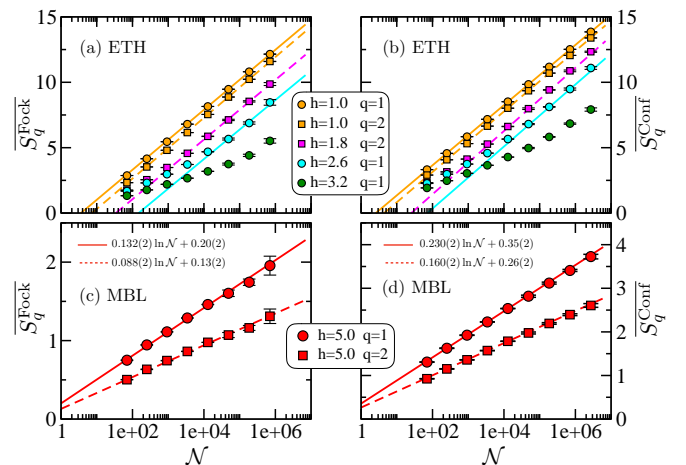 15
10
5
0
S_q^Fock
(a) ETH
h=1.0 q=1
h=1.0 q=2
h=1.8 q=2
h=2.6 q=1
h=3.2 q=1
(b) ETH
15
10
5
0
S_q^Conf
2
1
0
S_q^Fock
0.132(2) ln N + 0.20(2)
0.088(2) ln N + 0.13(2)
(c) MBL
h=5.0 q=1
h=5.0 q=2
0.230(2) ln N + 0.35(2)
0.160(2) ln N + 0.26(2)
(d) MBL
4
3
2
1
0
S_q^Conf
1 1e+02 1e+04 1e+06
N
1 1e+02 1e+04 1e+06
N